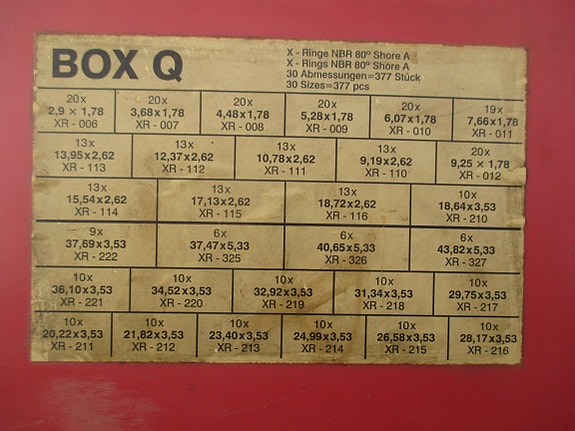 BOX Q
X - Ringe NBR 80º Shore A
X - Rings NBR 80º Shore A
30 Abmessungen=377 Stück
30 Sizes=377 pcs
20x 20x 20x 20x 20x 19x
2,9 x 1,78 3,68x1,78 4,48x1,78 5,28x1,78 6,07x1,78 7,66x1,78
XR - 006 XR - 007 XR - 008 XR - 009 XR - 010 XR - 011
13x 13x 13x 13x 20x
13,95x2,62 12,37x2,62 10,78x2,62 9,19x2,62 9,25 x 1,78
XR - 113 XR - 112 XR - 111 XR - 110 XR - 012
13x 13x 13x 10x
15,54x2,62 17,13x2,62 18,72x2,62 18,64x3,53
XR - 114 XR - 115 XR - 116 XR - 210
9x 6x 6x 6x
37,69x3,53 37,47x5,33 40,65x5,33 43,82x5,33
XR - 222 XR - 325 XR - 326 XR - 327
10x 10x 10x 10x 10x
36,10x3,53 34,52x3,53 32,92x3,53 31,34x3,53 29,75x3,53
XR - 221 XR - 220 XR - 219 XR - 218 XR - 217
10x 10x 10x 10x 10x 10x
20,22x3,53 21,82x3,53 23,40x3,53 24,99x3,53 26,58x3,53 28,17x3,53
XR - 211 XR - 212 XR - 213 XR - 214 XR - 215 XR - 216